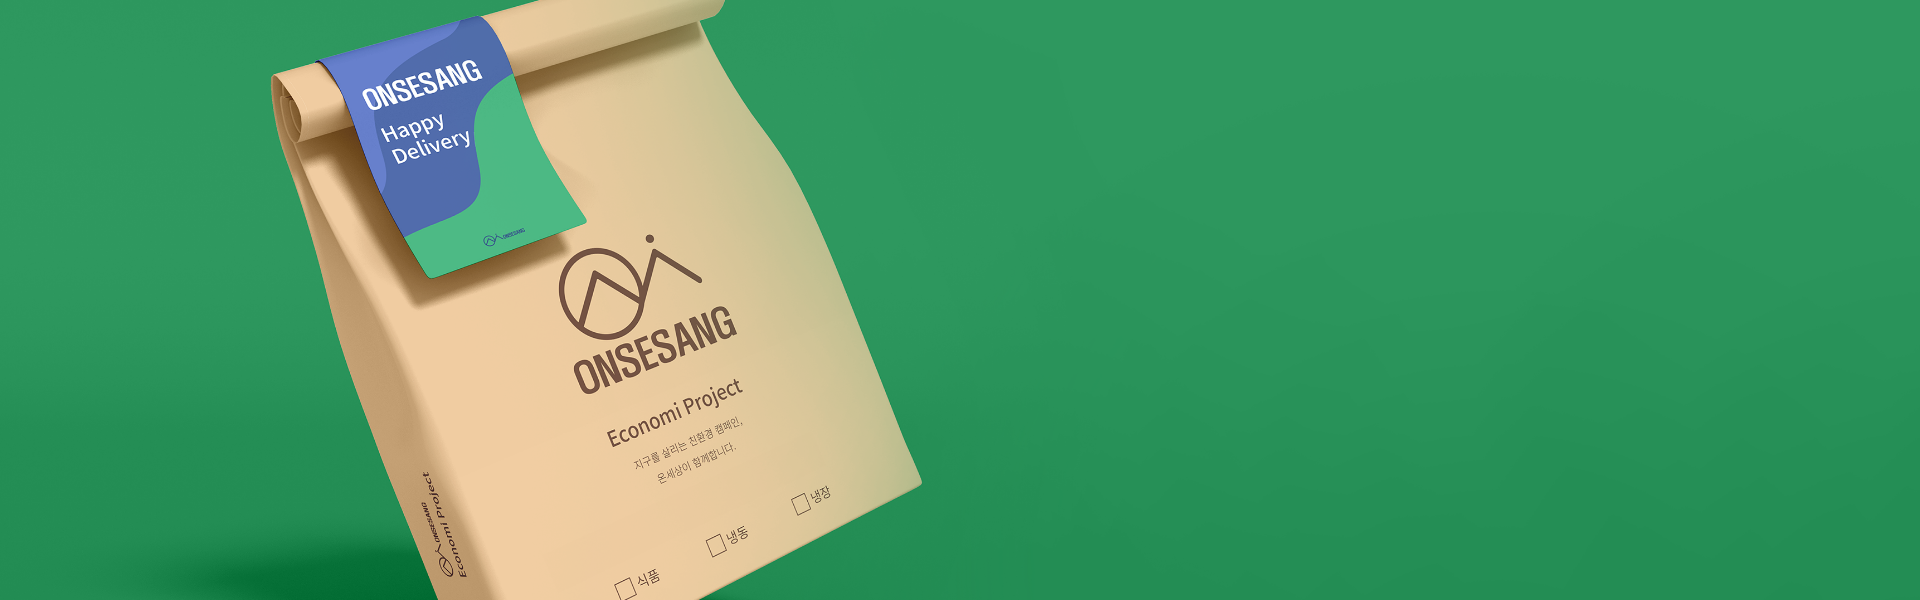 ONSESANG
Happy
Delivery
ONSESANG
ONSESANG
Economi Project
지구를 살리는 친환경 캠페인,
온세상이 함께합니다.
냉장
냉동
식품
ONSESANG
Economi Project